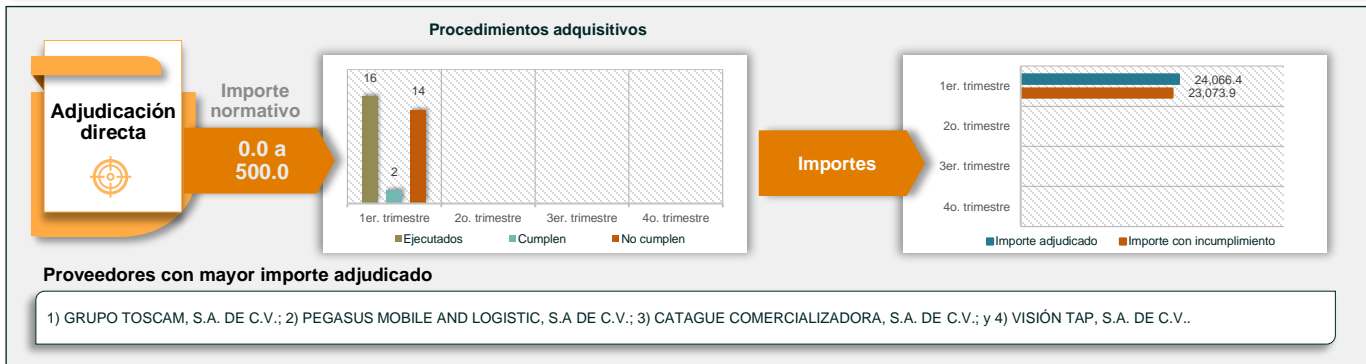 Procedimientos adquisitivos
Adjudicación
directa
Importe
normativo
0.0 a
500.0
16
2
14
1er. trimestre
2o. trimestre
3er. trimestre
4o. trimestre
Ejecutados
Cumplen
No cumplen
Importes
1er. trimestre
24,066.4
23,073.9
2o. trimestre
3er. trimestre
4o. trimestre
Importe adjudicado
Importe con incumplimiento
Proveedores con mayor importe adjudicado
1) GRUPO TOSCAM, S.A. DE C.V.; 2) PEGASUS MOBILE AND LOGISTIC, S.A DE C.V.; 3) CATAGUE COMERCIALIZADORA, S.A. DE C.V.; y 4) VISIÓN TAP, S.A. DE C.V..